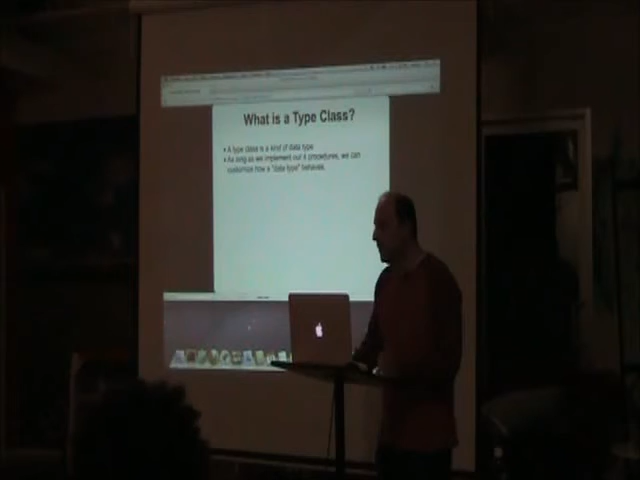 What is a Type Class?
• A type class is a kind of data type
• As long as we implement our 4 procedures, we can
customize how a "data type" behaves.